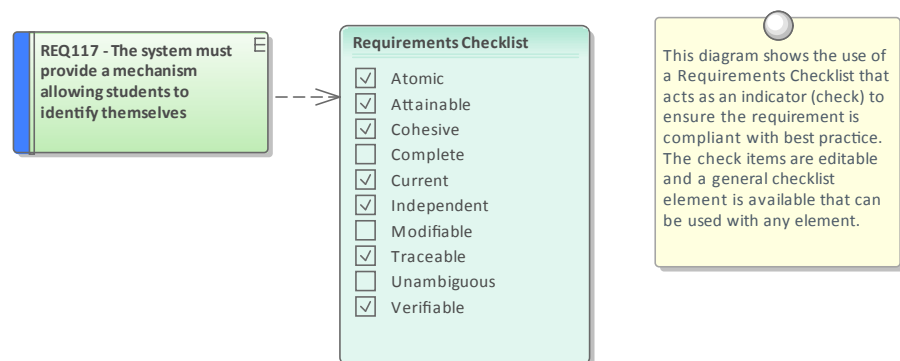 REQ117 - The system must
provide a mechanism
allowing students to
identify themselves
E
Requirements Checklist
Atomic
Attainable
Cohesive
Complete
Current
Independent
Modifiable
Traceable
Unambiguous
Verifiable
This diagram shows the use of
a Requirements Checklist that
acts as an indicator (check) to
ensure the requirement is
compliant with best practice.
The check items are editable
and a general checklist
element is available that can
be used with any element.